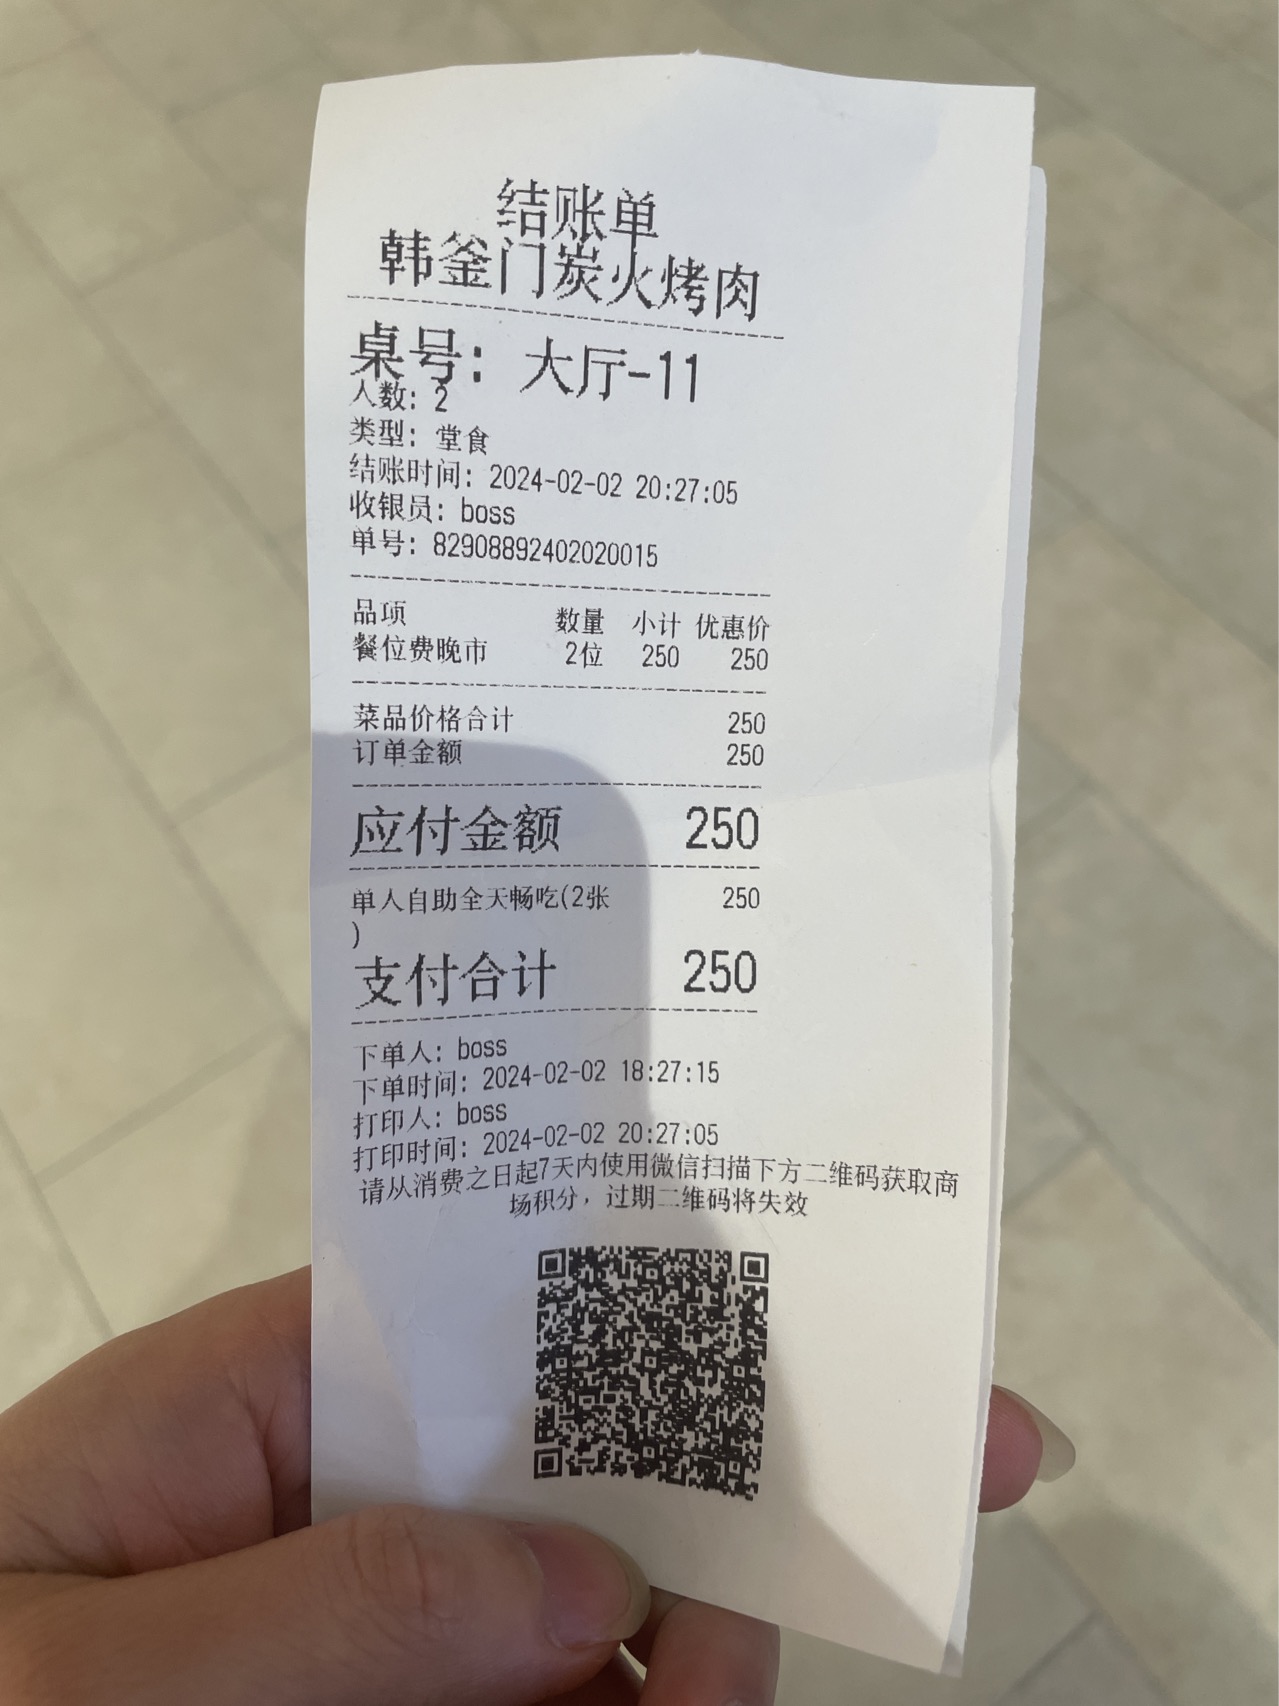 结账单
韩釜门炭火烤肉
桌号：大厅-11
人数：2
类型：堂食
结账时间：2024-02-02 20:27:05
收银员：boss
单号：82908892402020015
品项 数量 小计 优惠价
餐位费晚市 2位 250 250
菜品价格合计 250
订单金额 250
应付金额 250
单人自助全天畅吃(2张 250
)
支付合计 250
下单人：boss
下单时间：2024-02-02 18:27:15
打印人：boss
打印时间：2024-02-02 20:27:05
请从消费之日起7天内使用微信扫描下方二维码获取商
场积分，过期二维码将失效